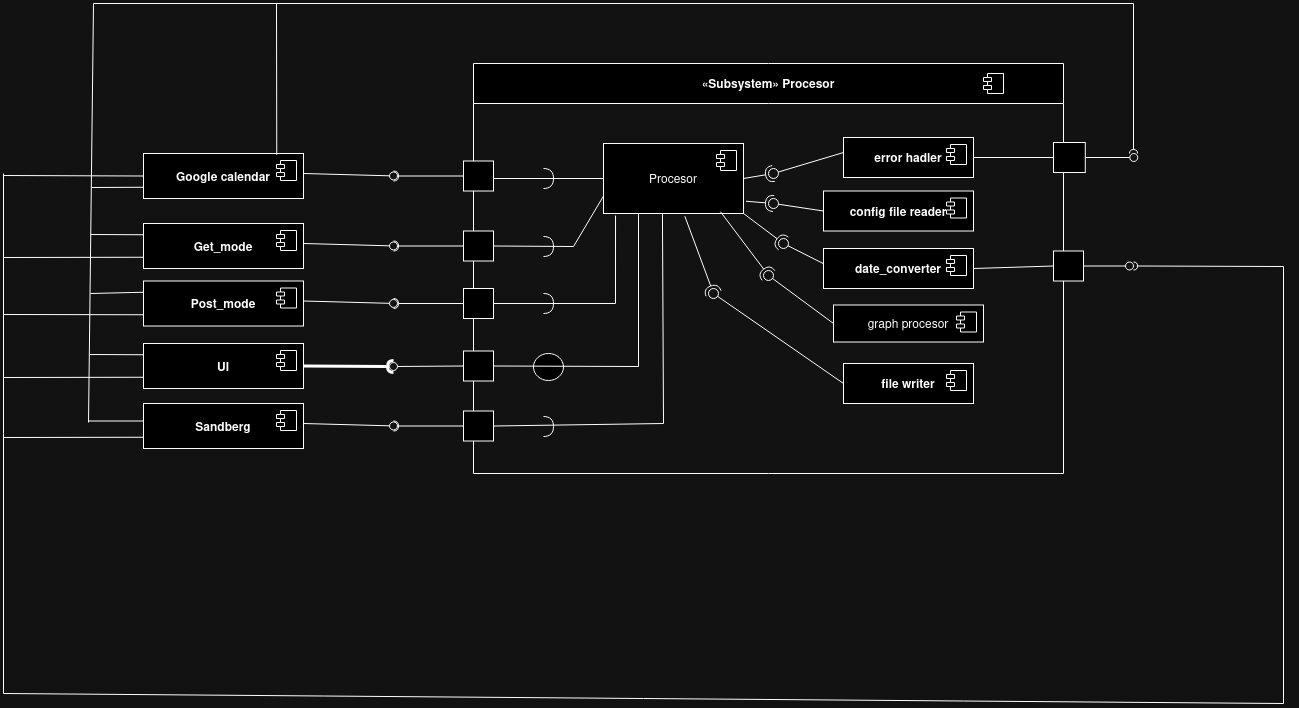 «Subsystem» Procesor
Google calendar
Get_mode
Post_mode
UI
Sandberg
Procesor
error hadler
config file reader
date_converter
graph procesor
file writer